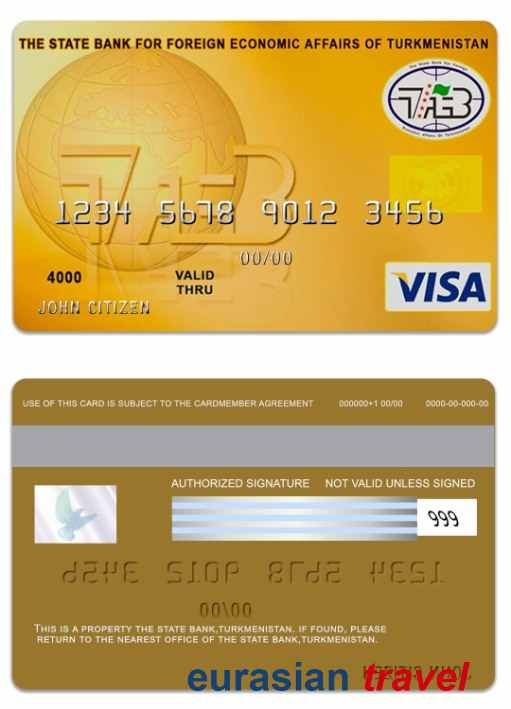 THE STATE BANK FOR FOREIGN ECONOMIC AFFAIRS OF TURKMENISTAN
1234 5678 9012 3456
00/00
4000
VALID
THRU
JOHN CITIZEN
VISA
USE OF THIS CARD IS SUBJECT TO THE CARDMEMBER AGREEMENT 000000+1 00/00 0000-00-000-00
AUTHORIZED SIGNATURE NOT VALID UNLESS SIGNED
999
00/00
THIS IS A PROPERTY THE STATE BANK,TURKMENISTAN. IF FOUND, PLEASE
RETURN TO THE NEAREST OFFICE OF THE STATE BANK,TURKMENISTAN.
eurasian travel